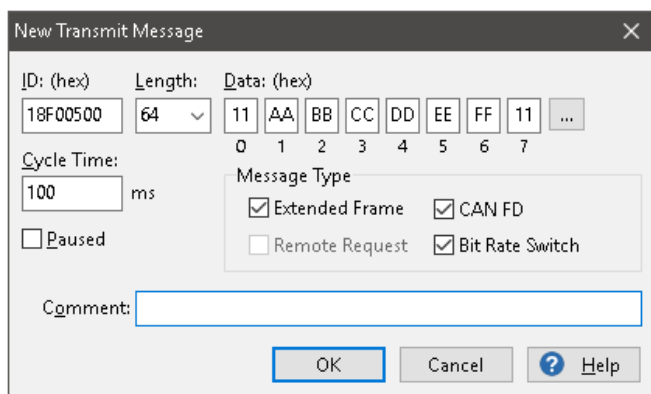 New Transmit Message
ID: (hex) Length: Data: (hex)
18F00500 64 11 AA BB CC DD EE FF 11 ...
0 1 2 3 4 5 6 7
Cycle Time:
100 ms
Message Type
Extended Frame CAN FD
Paused
Remote Request Bit Rate Switch
Comment:
OK Cancel ? Help